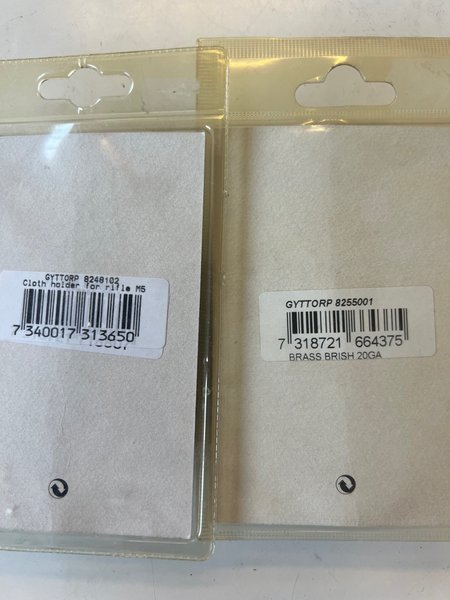 GYTTORP 8248102
Cloth holder for rifle M5
7 340017 313650
GYTTORP 8255001
7 318721 664375
BRASS BRISH 20GA